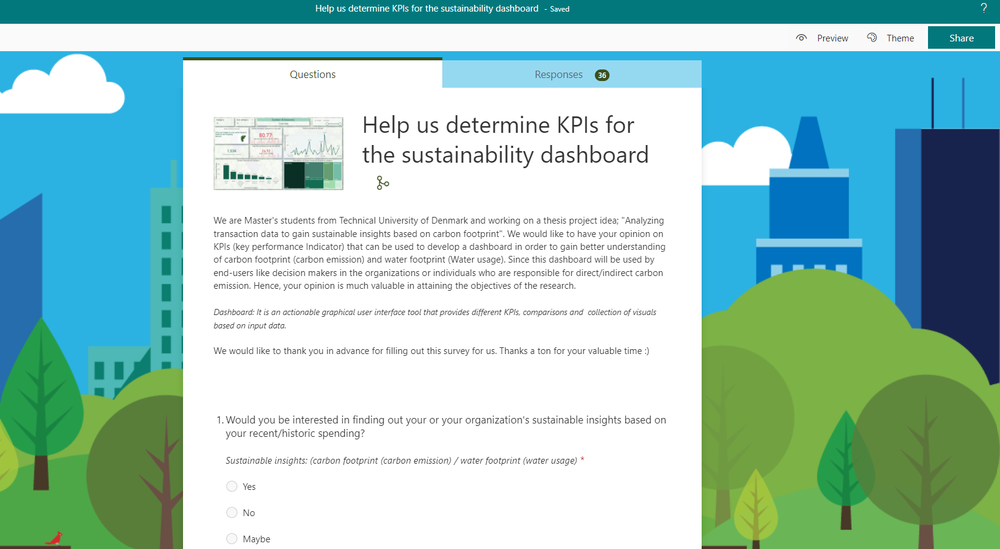 Help us determine KPIs for the sustainability dashboard - Saved
?
Preview Theme Share
Questions
Responses 36
80.77
1.53K
24.92
Help us determine KPIs for
the sustainability dashboard
We are Master's students from Technical University of Denmark and working on a thesis project idea; "Analyzing
transaction data to gain sustainable insights based on carbon footprint". We would like to have your opinion on
KPIs (key performance Indicator) that can be used to develop a dashboard in order to gain better understanding
of carbon footprint (carbon emission) and water footprint (Water usage). Since this dashboard will be used by
end-users like decision makers in the organizations or individuals who are responsible for direct/indirect carbon
emission. Hence, your opinion is much valuable in attaining the objectives of the research.
Dashboard: It is an actionable graphical user interface tool that provides different KPIs, comparisons and collection of visuals
based on input data.
We would like to thank you in advance for filling out this survey for us. Thanks a ton for your valuable time :)
1. Would you be interested in finding out your or your organization's sustainable insights based on
your recent/historic spending?
Sustainable insights: (carbon footprint (carbon emission) / water footprint (water usage) *
Yes
No
Maybe